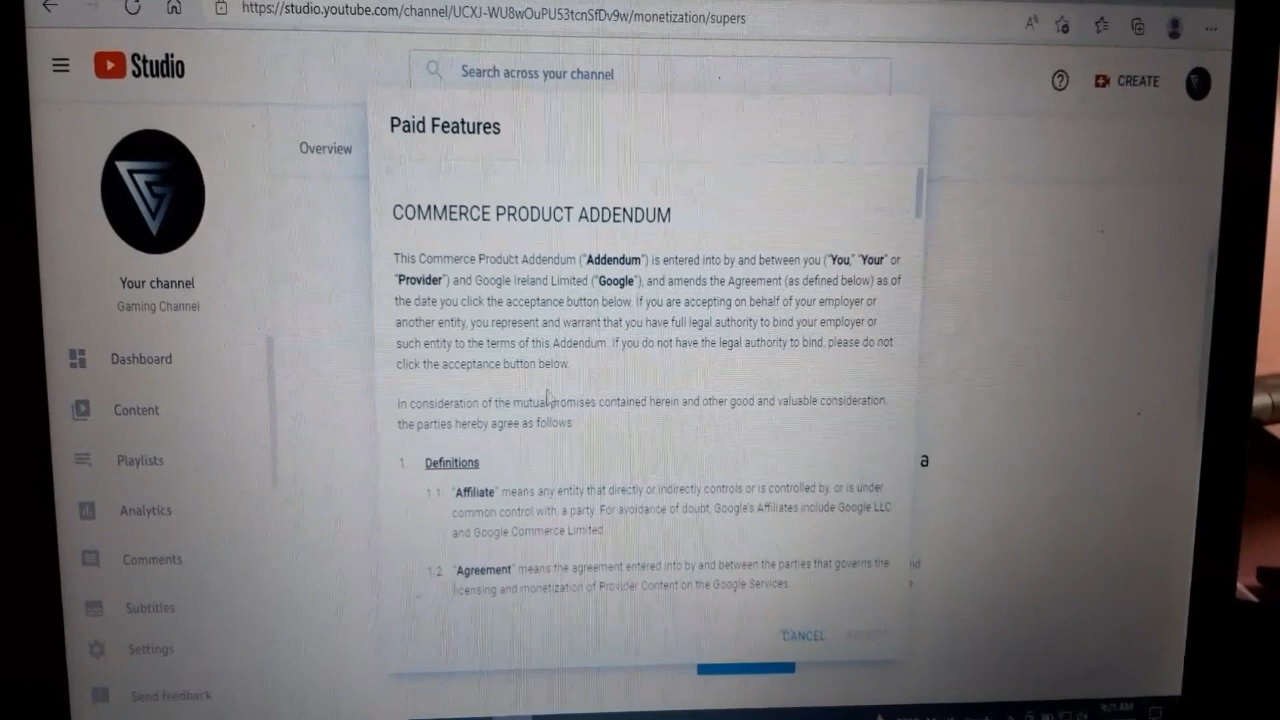 https://studio.youtube.com/channel/UCXJ-WU8wOuPU53tcnSfDv9w/monetization/supers
Studio
Search across your channel
CREATE
Paid Features
Overview
COMMERCE PRODUCT ADDENDUM
This Commerce Product Addendum ("Addendum") is entered into by and between you ("You," "Your" or
"Provider") and Google Ireland Limited ("Google"), and amends the Agreement (as defined below) as of
the date you click the acceptance button below. If you are accepting on behalf of your employer or
another entity, you represent and warrant that you have full legal authority to bind your employer or
such entity to the terms of this Addendum. If you do not have the legal authority to bind, please do not
click the acceptance button below.
In consideration of the mutual promises contained herein and other good and valuable consideration,
the parties hereby agree as follows
1. Definitions
1.1. "Affiliate" means any entity that directly or indirectly controls or is controlled by, or is under
common control with, a party. For avoidance of doubt, Google's Affiliates include Google LLC
and Google Commerce Limited
1.2. "Agreement" means the agreement entered into by and between the parties that governs the
licensing and monetization of Provider Content on the Google Services
CANCEL
a
nd
Your channel
Gaming Channel
Dashboard
Content
Playlists
Analytics
Comments
Subtitles
Settings
Send feedback